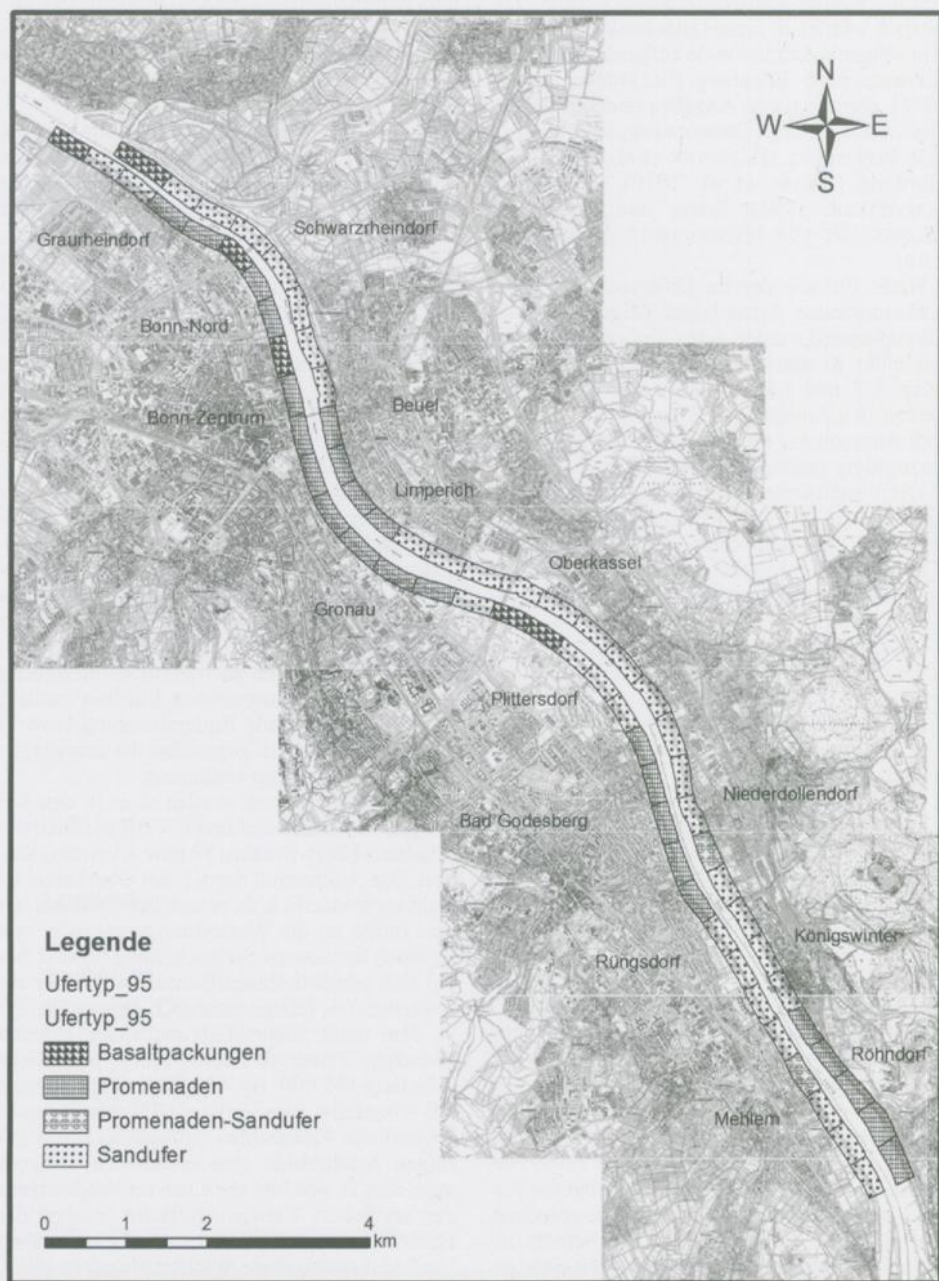 N
W E
S
Schwarzrheindorf
Graurheindorf
Bonn-Nord
Beuel
Bonn-Zentrum
Limperich
Oberkassel
Gronau
Plittersdorf
Niederdollendorf
Bad Godesberg
Königswinter
Rüngsdorf
Röhndorf
Mehlem
Legende
Ufertyp_95
Ufertyp_95
Basaltpackungen
Promenaden
Promenaden-Sandufer
Sandufer
0 1 2 4
km